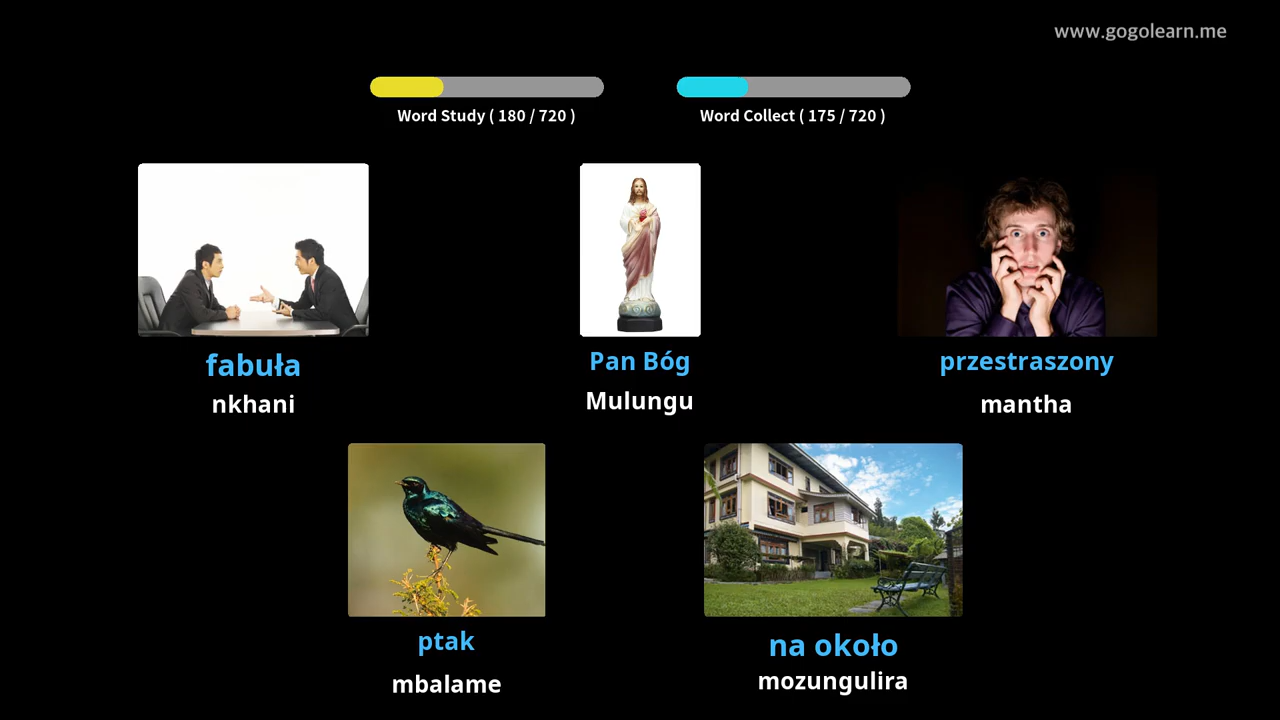 www.gogolearn.me
Word Study ( 180 / 720 )
Word Collect ( 175 / 720 )
fabuła
nkhani
Pan Bóg
Mulungu
przestraszony
mantha
ptak
mbalame
na około
mozungulira